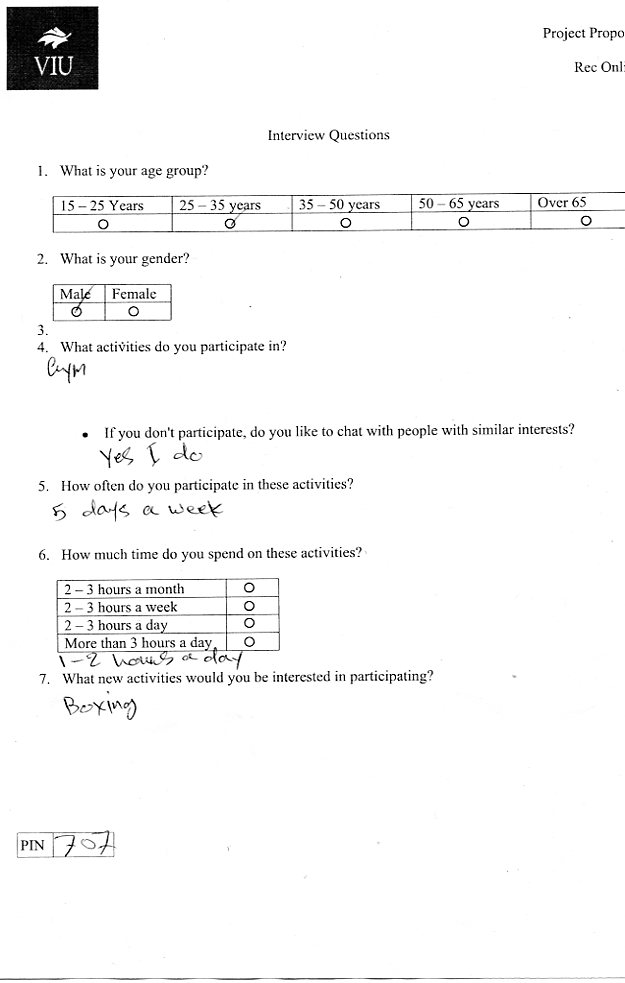 VIU
Project Propo
Rec Onli
Interview Questions
1. What is your age group?
15 – 25 Years 25 – 35 years 35 – 50 years 50 – 65 years Over 65
2. What is your gender?
Male Female
3.
4. What activities do you participate in?
Gym
• If you don't participate, do you like to chat with people with similar interests?
Yes I do
5. How often do you participate in these activities?
5 days a week
6. How much time do you spend on these activities?
2 – 3 hours a month
2 – 3 hours a week
2 – 3 hours a day
More than 3 hours a day
1-2 hours a day
7. What new activities would you be interested in participating?
Boxing
PIN 707